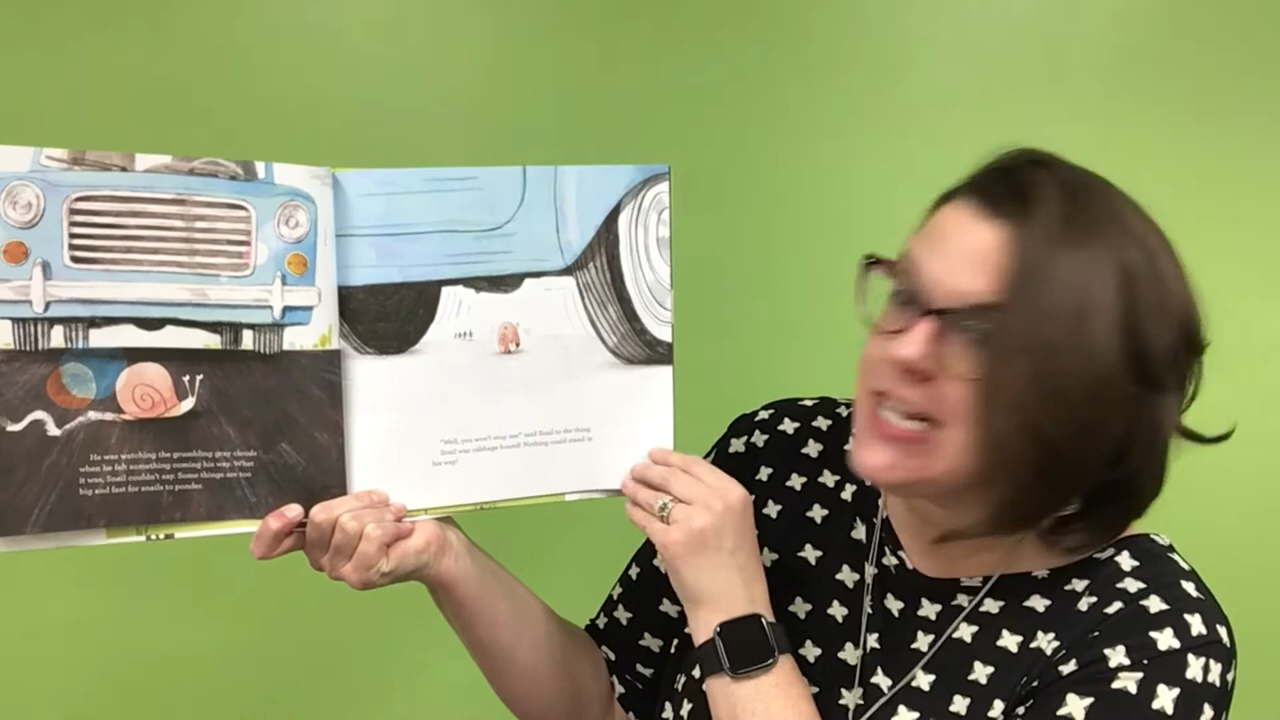 He was watching the grumbling gray clouds
when he felt something coming his way. What
it was, Snail couldn't say. Some things are too
big and fast for snails to ponder.
"Well, you won't stop me!" said Snail to the thing.
Snail was cabbage bound! Nothing could stand in
his way!